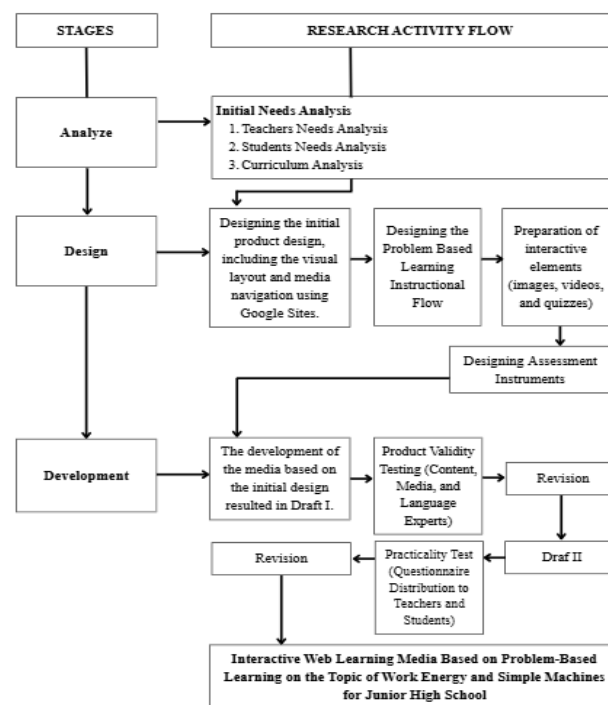 STAGES
RESEARCH ACTIVITY FLOW
Analyze
Initial Needs Analysis
1. Teachers Needs Analysis
2. Students Needs Analysis
3. Curriculum Analysis
Design
Designing the initial
product design,
including the visual
layout and media
navigation using
Google Sites.
Designing the
Problem Based
Learning
Instructional
Flow
Preparation of
interactive
elements
(images, videos,
and quizzes)
Designing Assessment
Instruments
Development
The development of
the media based on
the initial design
resulted in Draft I.
Product Validity
Testing (Content,
Media, and
Language
Experts)
Revision
Draf II
Practicality Test
(Questionnaire
Distribution to
Teachers and
Students)
Revision
Interactive Web Learning Media Based on Problem-Based
Learning on the Topic of Work Energy and Simple Machines
for Junior High School